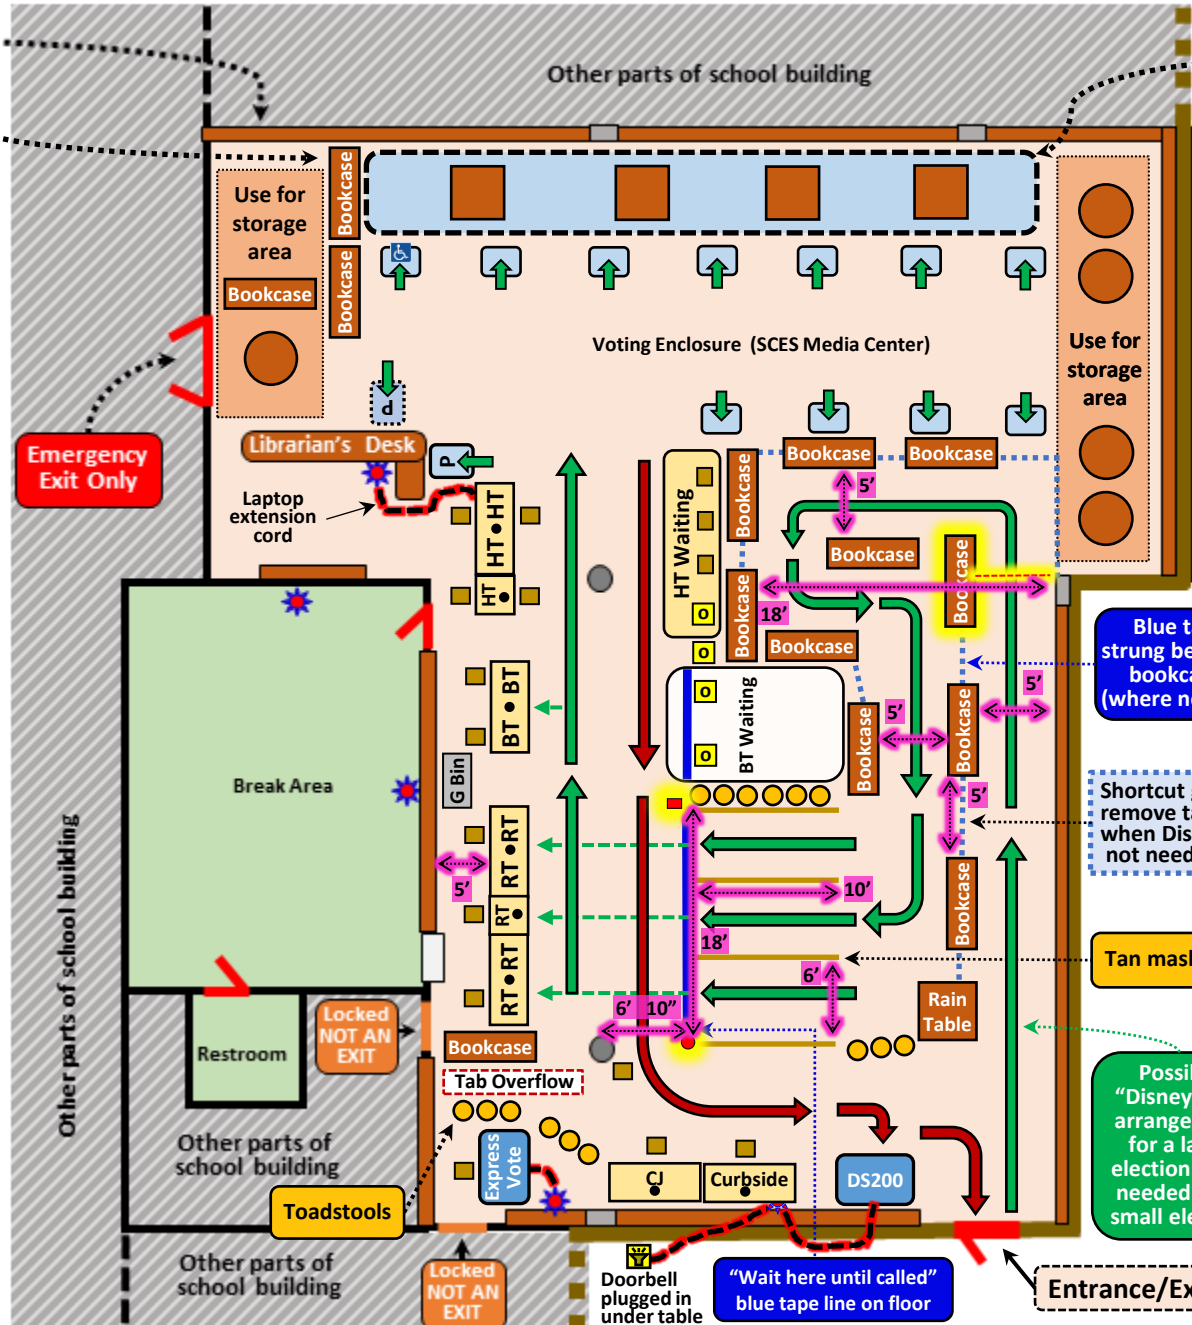 Other parts of school building
Use for
storage
area
Bookcase
Bookcase
Bookcase
Voting Enclosure (SCES Media Center)
Use for
storage
area
d
Emergency
Exit Only
Librarian's Desk
P
Laptop
extension
cord
HT • HT
HT •
HT Waiting
Bookcase
Bookcase
Bookcase
Bookcase
5'
Bookcase
Bookcase
18'
Bookcase
Blue t
strung be
bookca
(where n
o
o
o
o
BT • BT
BT Waiting
Bookcase
5'
Bookcase
5'
G Bin
Break Area
5'
Shortcut
remove ta
when Dis
not need
RT • RT
5'
RT •
RT • RT
10'
18'
Bookcase
6'
Tan mas
6' 10"
Rain
Table
Other parts of school building
Restroom
Locked
NOT AN
EXIT
Bookcase
Tab Overflow
Possi
"Disney
arrange
for a la
election
needed
small ele
Other parts of
school building
Express
Vote
CJ
Curbside
DS200
Toadstools
Other parts of
school building
Locked
NOT AN
EXIT
Doorbell
plugged in
under table
"Wait here until called"
blue tape line on floor
Entrance/Ex